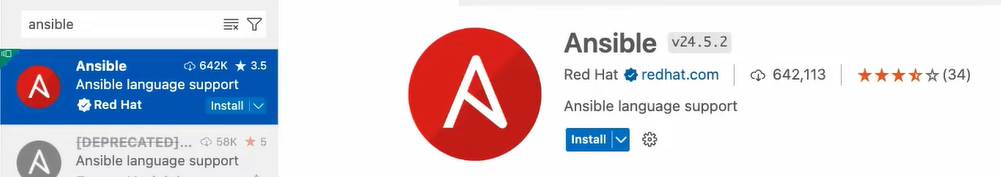 ansible
Ansible 642K ★ 3.5
Ansible language support
Red Hat Install
[DEPRECATED]... 58K ★ 5
Ansible language support
Ansible v24.5.2
Red Hat redhat.com 642,113 (34)
Ansible language support
Install